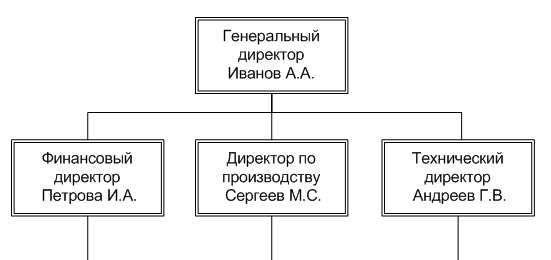 Генеральный
директор
Иванов А.А.
Финансовый
директор
Петрова И.А.
Директор по
производству
Сергеев М.С.
Технический
директор
Андреев Г.В.